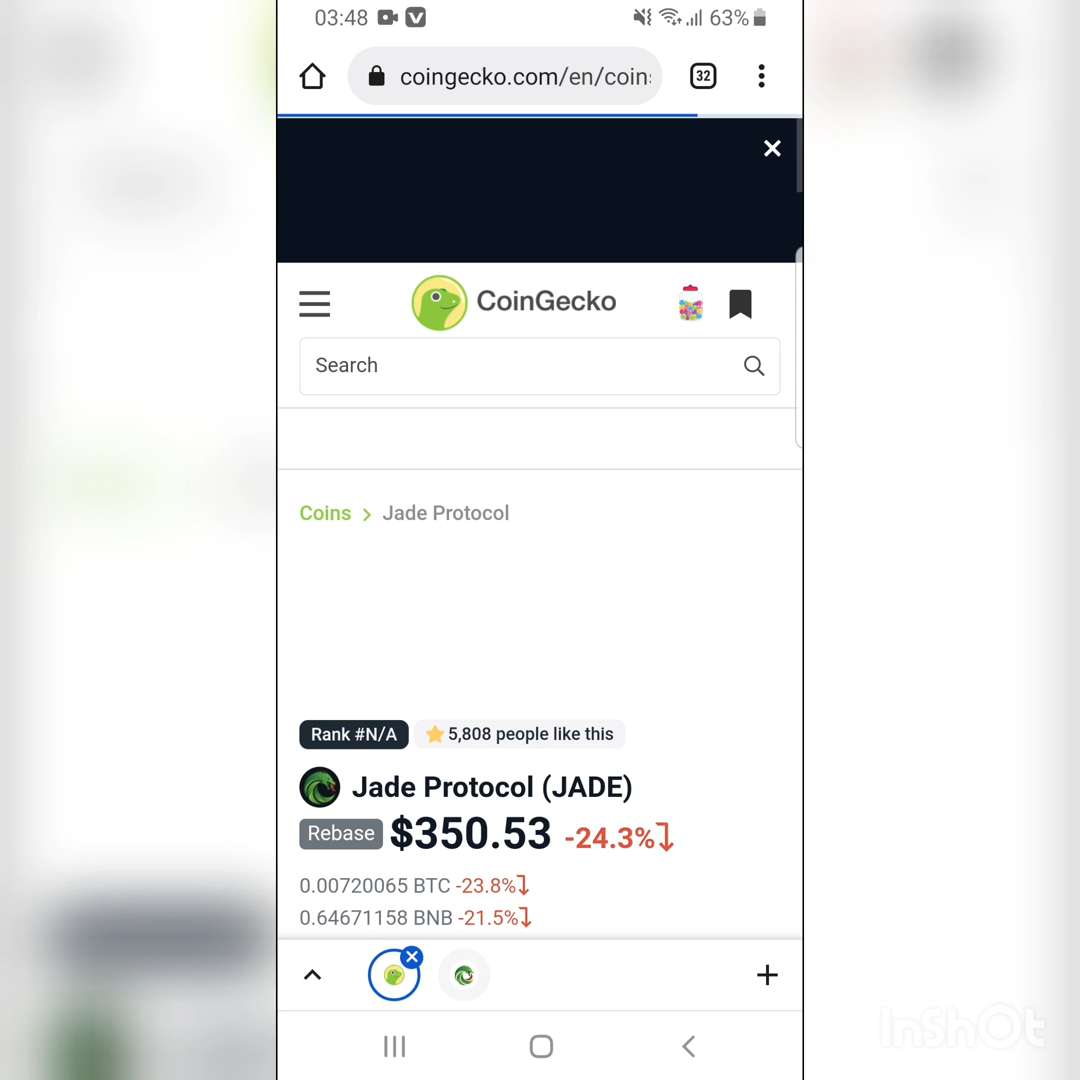 03:48 V 63%
coingecko.com/en/coin
32
CoinGecko
Search
Coins > Jade Protocol
Rank #N/A 5,808 people like this
Jade Protocol (JADE)
Rebase $350.53 -24.3%
0.00720065 BTC -23.8%
0.64671158 BNB -21.5%
InShOt